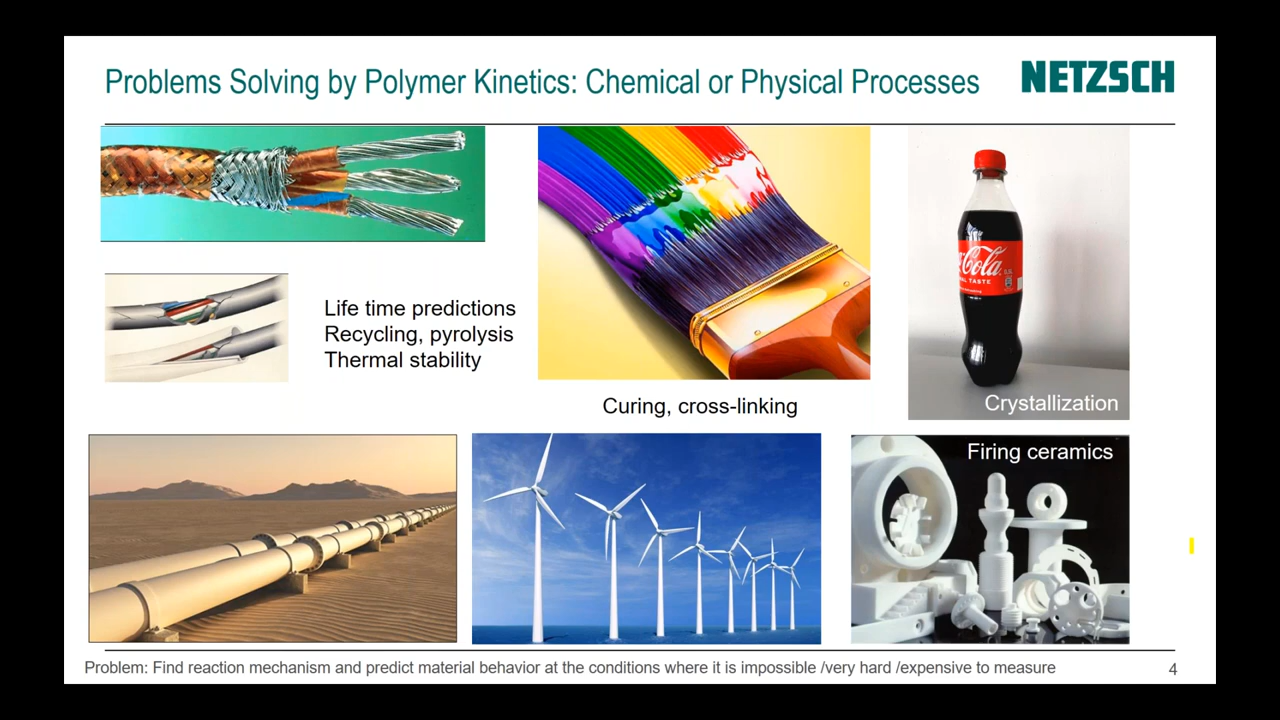 Problems Solving by Polymer Kinetics: Chemical or Physical Processes
NETZSCH
Life time predictions
Recycling, pyrolysis
Thermal stability
Curing, cross-linking
Cola
TASTE
Crystallization
Firing ceramics
Problem: Find reaction mechanism and predict material behavior at the conditions where it is impossible /very hard /expensive to measure
4